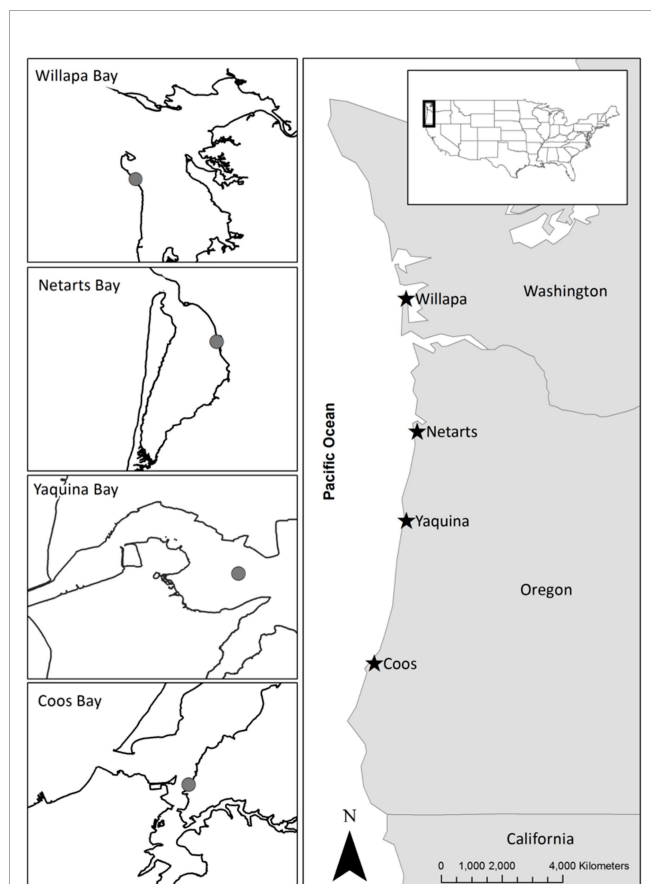 Willapa Bay
Netarts Bay
Yaquina Bay
Coos Bay
Pacific Ocean
Willapa
Washington
Netarts
Yaquina
Oregon
Coos
N
California
0 1,000 2,000 4,000 Kilometers